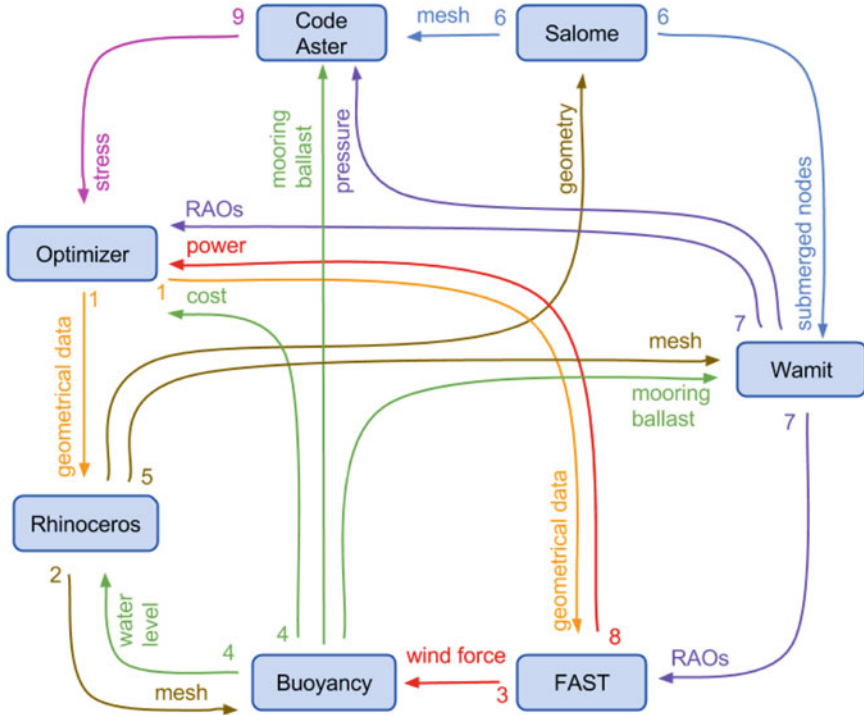 9
Code
Aster
mesh
6
Salome
6
stress
mooring
ballast
pressure
geometry
submerged nodes
RAOs
Optimizer
power
1
1
cost
geometrical data
mesh
7
Wamit
mooring
ballast
7
5
Rhinoceros
2
water
level
geometrical data
4
4
8
wind force
RAOs
mesh
Buoyancy
3
FAST